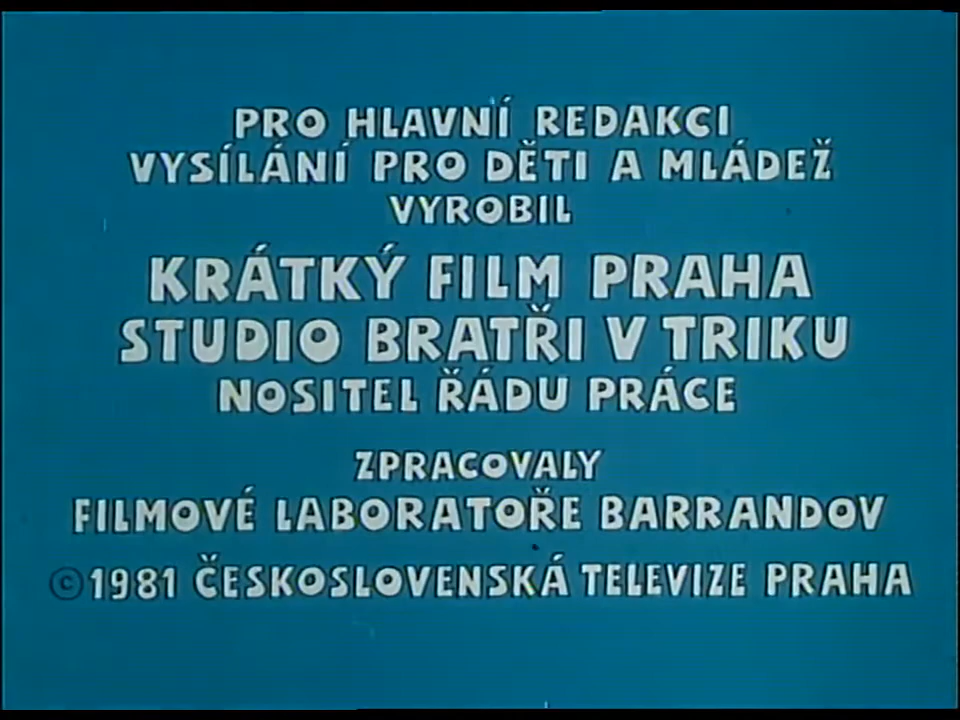 PRO HLAVNÍ REDAKCI
VYSÍLÁNÍ PRO DĚTI A MLÁDEŽ
VYROBIL
KRÁTKÝ FILM PRAHA
STUDIO BRATŘI V TRIKU
NOSITEL ŘÁDU PRÁCE
ZPRACOVALY
FILMOVÉ LABORATOŘE BARRANDOV
© 1981 ČESKOSLOVENSKÁ TELEVIZE PRAHA